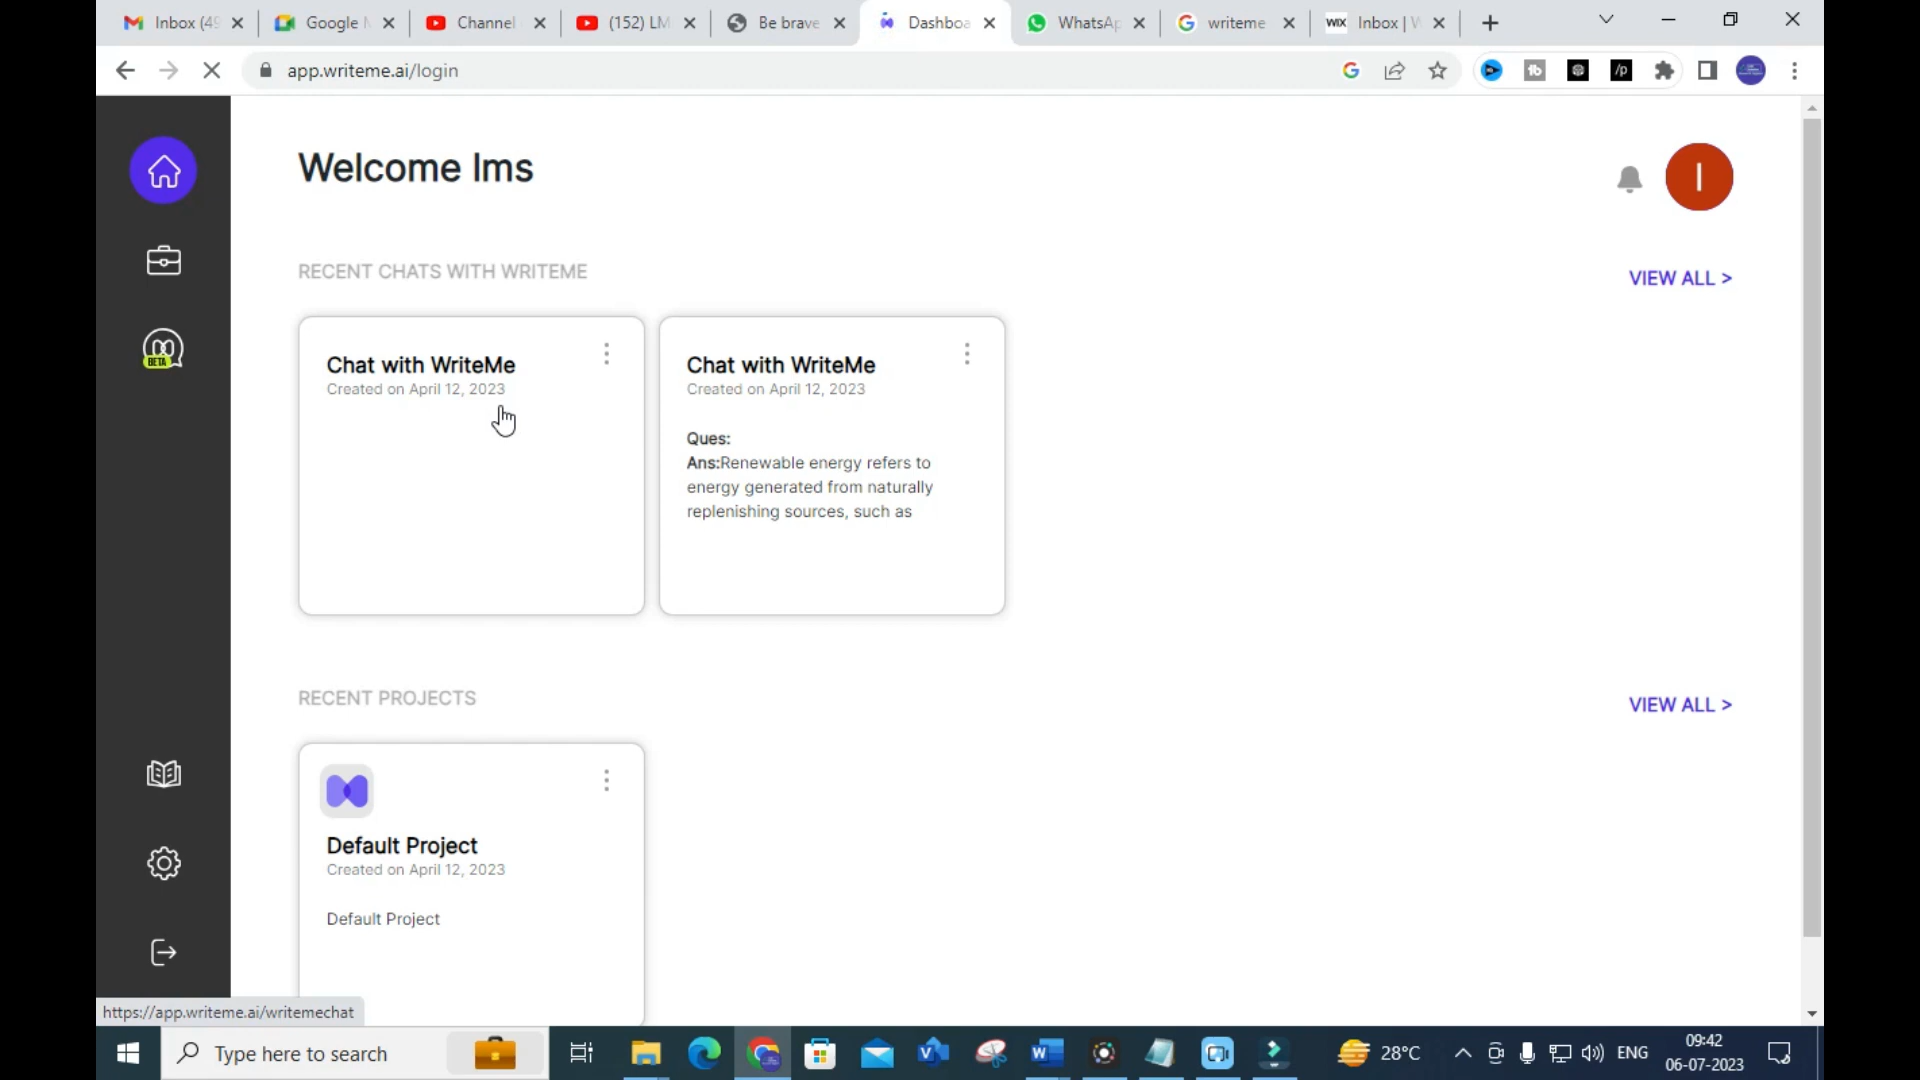 Inbox (49
Google M
Channel
(152) LM
Be brave
Dashboa
WhatsAp
writeme
WIX Inbox | W
app.writeme.ai/login
Welcome Ims
RECENT CHATS WITH WRITEME
VIEW ALL >
Chat with WriteMe
Created on April 12, 2023
Chat with WriteMe
Created on April 12, 2023
Ques:
Ans:Renewable energy refers to
energy generated from naturally
replenishing sources, such as
BETA
RECENT PROJECTS
VIEW ALL >
Default Project
Created on April 12, 2023
Default Project
https://app.writeme.ai/writemechat
Type here to search
28°C
ENG
09:42
06-07-2023